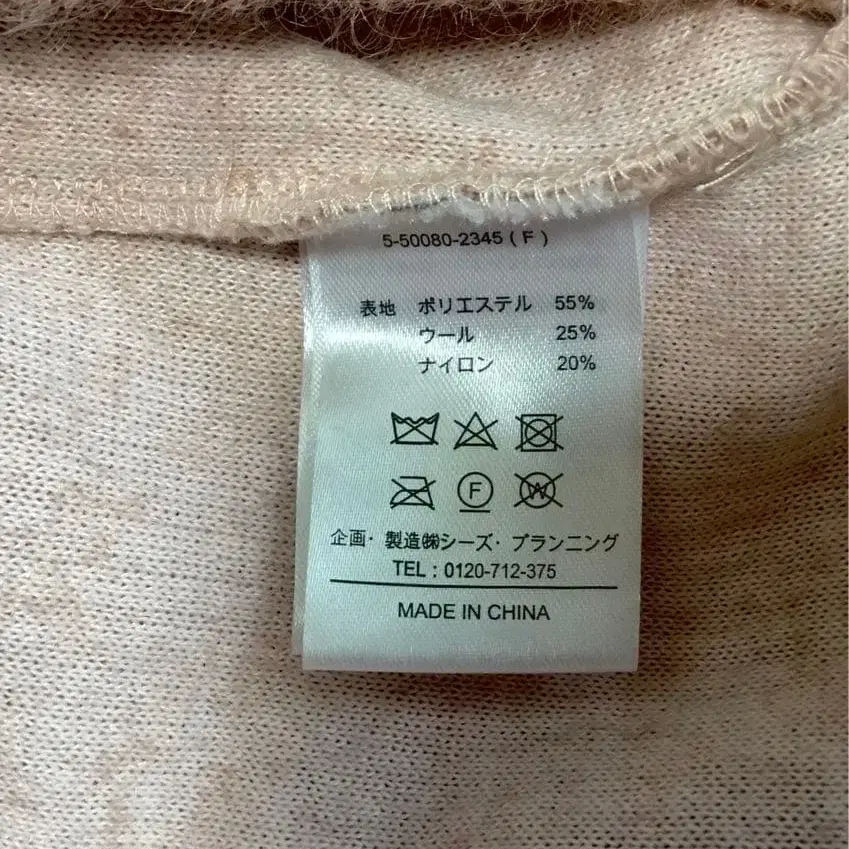 5-50080-2345 ( F )
表地 ポリエステル 55%
ウール 25%
ナイロン 20%
F
W
企画・製造㈱シーズ・プランニング
TEL : 0120-712-375
MADE IN CHINA